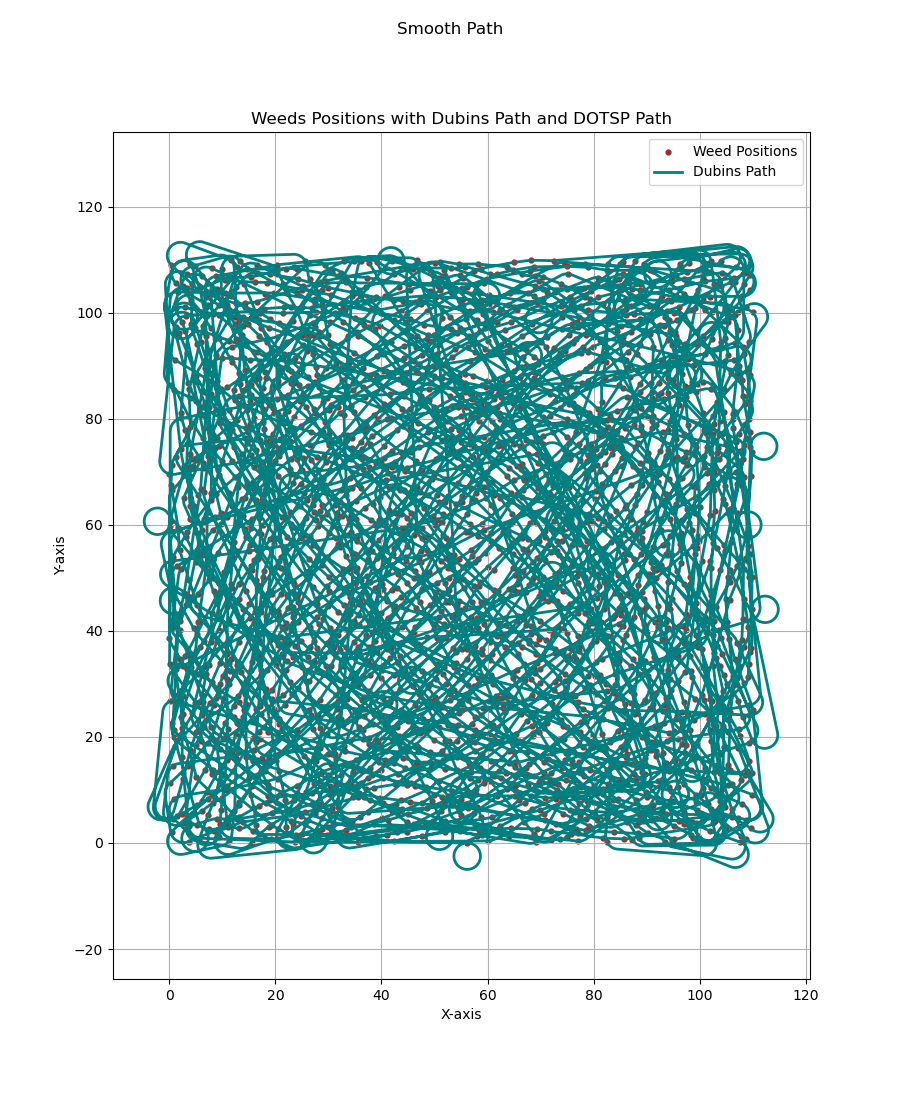 Smooth Path
Weeds Positions with Dubins Path and DOTSP Path
Weed Positions
Dubins Path
120
100
80
60
40
20
0
−20
Y-axis
0 20 40 60 80 100 120
X-axis